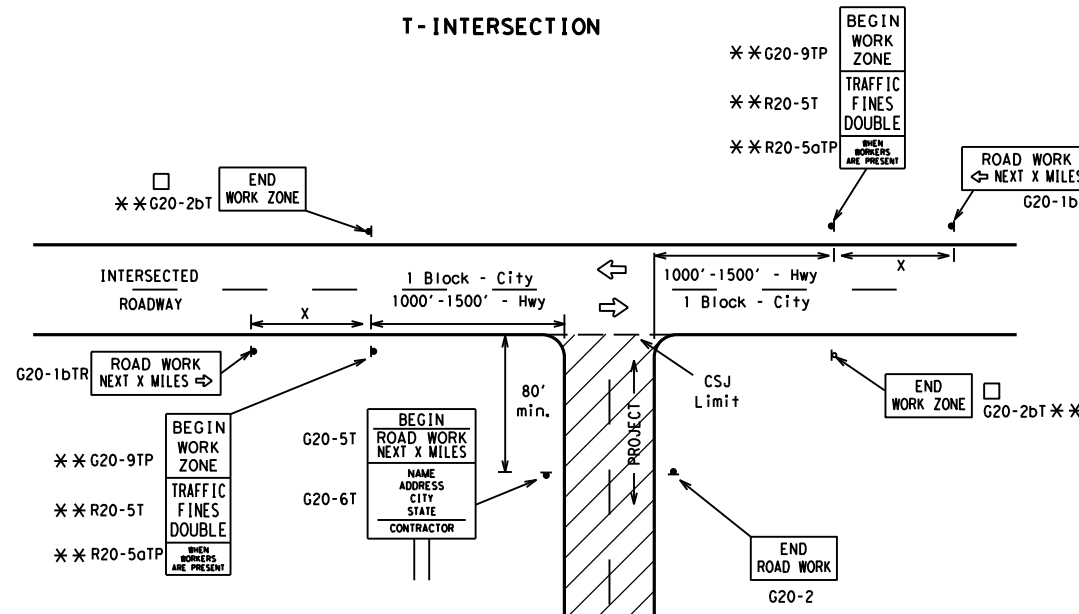 T-INTERSECTION
BEGIN
WORK
ZONE
TRAFFIC
FINES
DOUBLE
WHEN
WORKERS
ARE PRESENT
** G20-9TP
** R20-5T
** R20-5aTP
ROAD WORK
⇦ NEXT X MILES
G20-1b
□
** G20-2bT
END
WORK ZONE
INTERSECTED
ROADWAY
1 Block - City
1000'-1500' - Hwy
X
⇦
⇨
1000'-1500' - Hwy
1 Block - City
X
G20-1bTR
ROAD WORK
NEXT X MILES ⇨
80'
min.
CSJ
Limit
PROJECT
END
WORK ZONE
□
G20-2bT **
** G20-9TP
** R20-5T
** R20-5aTP
BEGIN
WORK
ZONE
TRAFFIC
FINES
DOUBLE
WHEN
WORKERS
ARE PRESENT
G20-5T
G20-6T
BEGIN
ROAD WORK
NEXT X MILES
NAME
ADDRESS
CITY
STATE
CONTRACTOR
END
ROAD WORK
G20-2